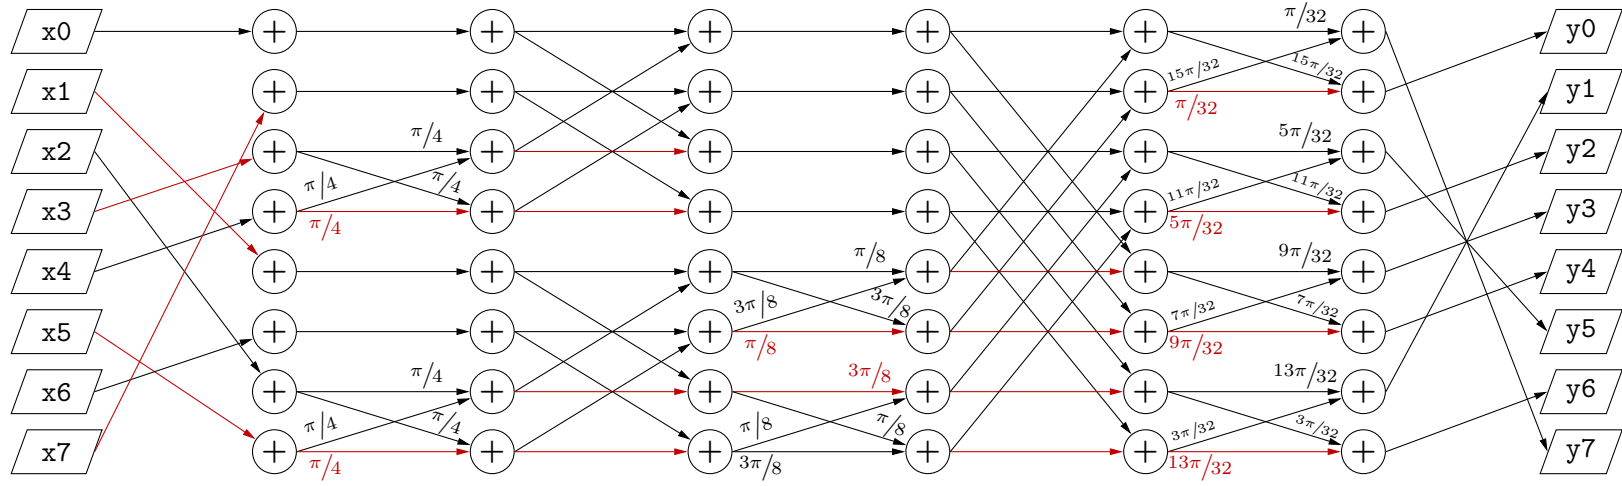 x0 + + + + + π/32 + y0
x1 + + + + + 15π/32 15π/32 π/32 + y1
x2 + π/4 + + + + 5π/32 + y2
x3 + π/4 π/4 π/4 + + + + 11π/32 11π/32 5π/32 + y3
x4 + + + π/8 + + 9π/32 + y4
x5 + + + 3π/8 3π/8 π/8 + + 7π/32 7π/32 9π/32 + y5
x6 + π/4 + + 3π/8 + + 13π/32 + y6
x7 + π/4 π/4 π/4 + + π/8 π/8 3π/8 + + 3π/32 3π/32 13π/32 + y7